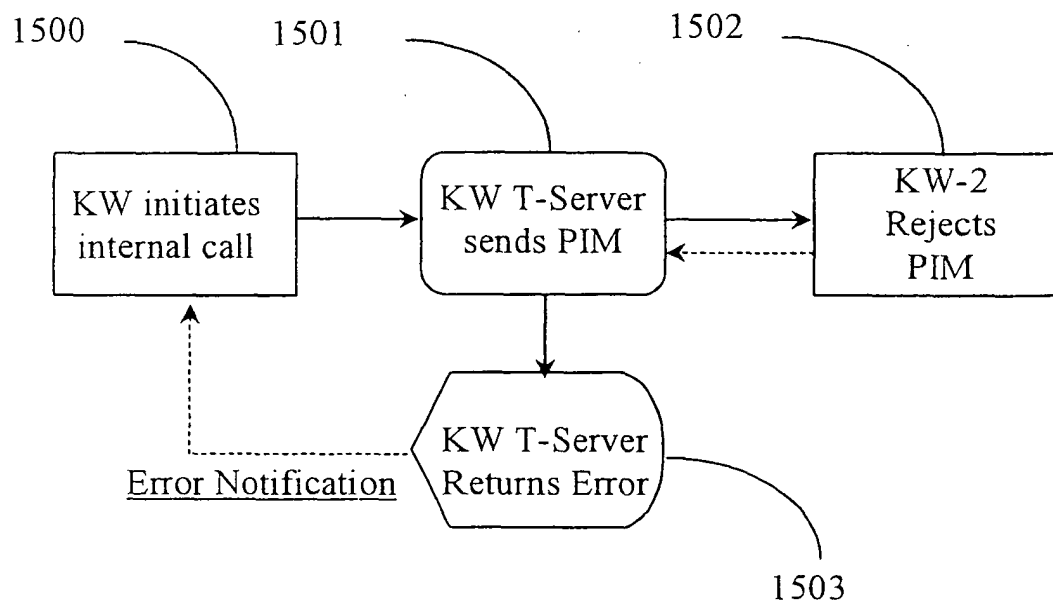 1500
1501
1502
KW initiates
internal call
KW T-Server
sends PIM
KW-2
Rejects
PIM
KW T-Server
Returns Error
Error Notification
1503